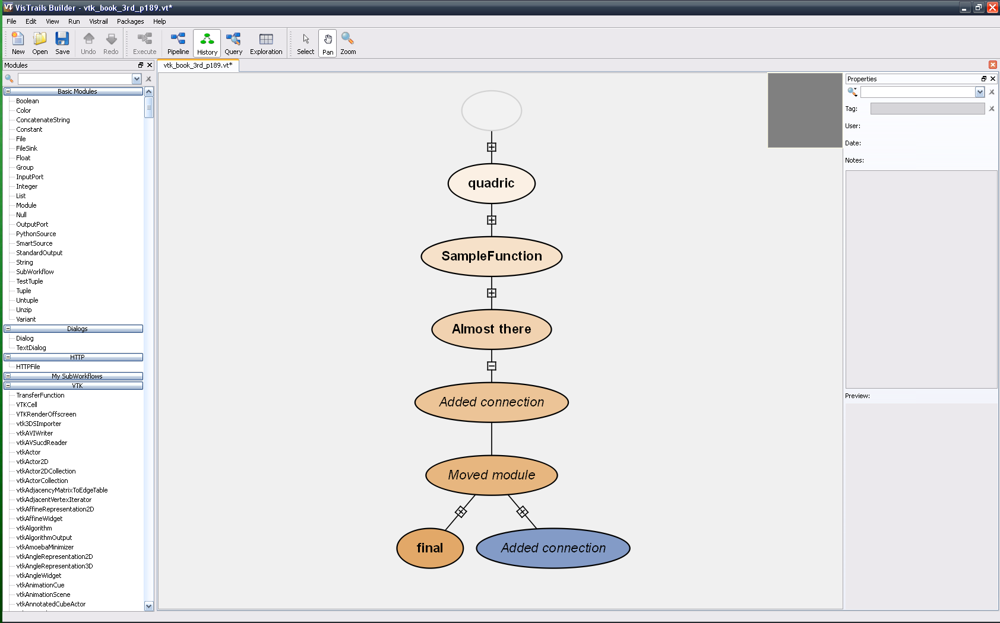 VisTrails Builder - vtk_book_3rd_p189.vt*
File Edit View Run Vistrail Packages Help
New Open Save Undo Redo Execute Pipeline History Query Exploration Select Pan Zoom
Modules
vtk_book_3rd_p189.vt*
Basic Modules
Boolean
Color
ConcatenateString
Constant
File
FileSink
Float
Group
InputPort
Integer
List
Module
Null
OutputPort
PythonSource
SmartSource
StandardOutput
String
SubWorkflow
TestTuple
Tuple
Untuple
Unzip
Variant
Dialogs
Dialog
TextDialog
HTTP
HTTPFile
My SubWorkflows
VTK
TransferFunction
VTKCell
VTKRenderOffscreen
vtk3DSImporter
vtkAVIWriter
vtkAVSucdReader
vtkActor
vtkActor2D
vtkActor2DCollection
vtkActorCollection
vtkAdjacencyMatrixToEdgeTable
vtkAdjacentVertexIterator
vtkAffineRepresentation2D
vtkAffineWidget
vtkAlgorithm
vtkAlgorithmOutput
vtkAmoebaMinimizer
vtkAngleRepresentation2D
vtkAngleRepresentation3D
vtkAngleWidget
vtkAnimationCue
vtkAnimationScene
vtkAnnotatedCubeActor
quadric
SampleFunction
Almost there
Added connection
Moved module
final
Added connection
Properties
Tag:
User:
Date:
Notes:
Preview: